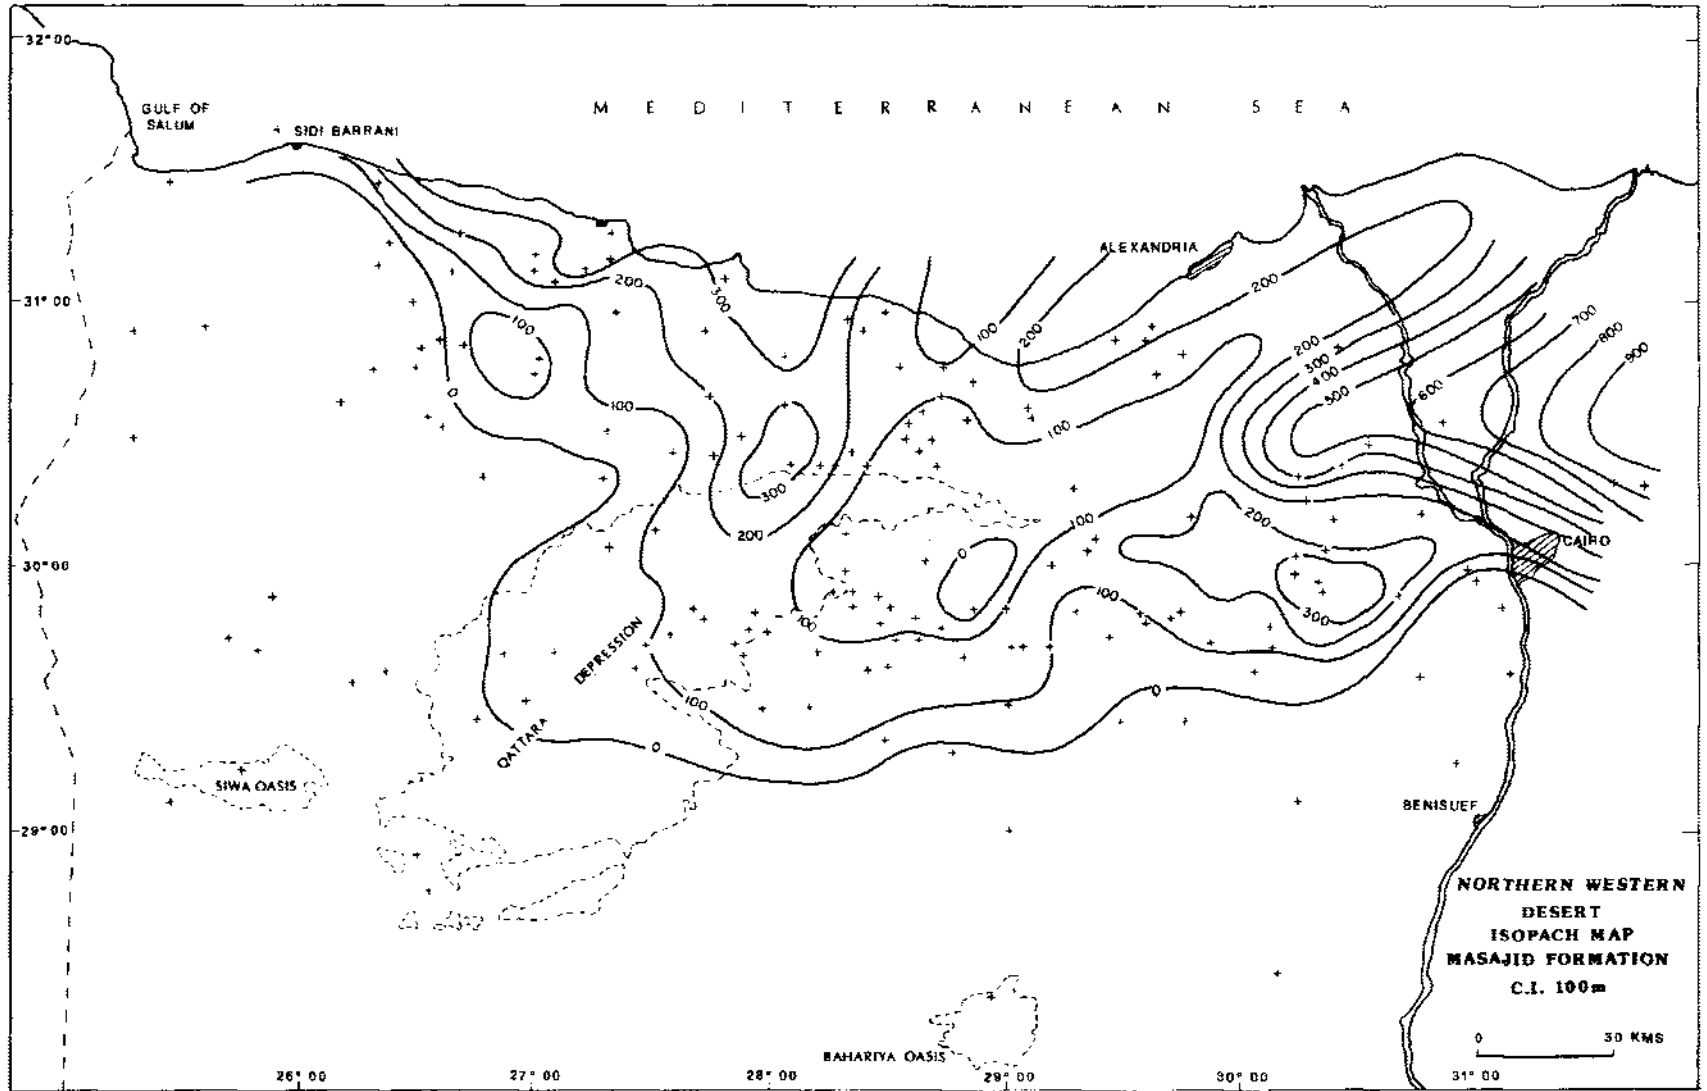 32°00
GULF OF
SALUM
SIDI BARRANI
MEDITERRANEAN SEA
ALEXANDRIA
31°00
200
300
100
0
100
200
100
200
100
200
300
400
500
600
700
800
900
300
200
100
200
CAIRO
30°00
0
100
100
300
DEPRESSION
100
0
QATTARA
0
SIWA OASIS
29°00
BENISUEF
NORTHERN WESTERN
DESERT
ISOPACH MAP
MASAJID FORMATION
C.I. 100m
0 30 KMS
BAHARIYA OASIS
26°00 27°00 28°00 29°00 30°00 31°00